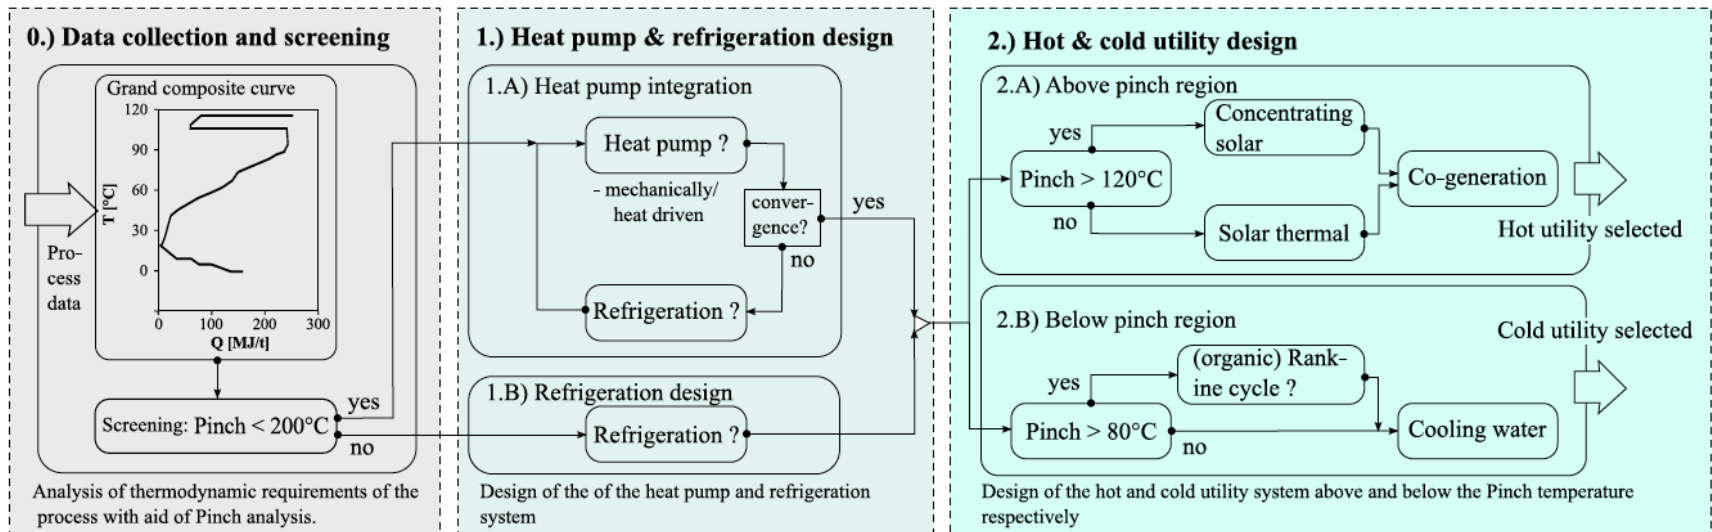 0.) Data collection and screening
Grand composite curve
120
90
60
30
0
T [°C]
0 100 200 300
Q [MJ/t]
Pro-
cess
data
Screening: Pinch < 200°C
yes
no
Analysis of thermodynamic requirements of the
process with aid of Pinch analysis.
1.) Heat pump & refrigeration design
1.A) Heat pump integration
Heat pump ?
- mechanically/
heat driven
conver-
gence?
yes
no
Refrigeration ?
1.B) Refrigeration design
Refrigeration ?
Design of the of the heat pump and refrigeration
system
2.) Hot & cold utility design
2.A) Above pinch region
yes
Concentrating
solar
Pinch > 120°C
Co-generation
no
Solar thermal
Hot utility selected
2.B) Below pinch region
Cold utility selected
yes
(organic) Rank-
ine cycle ?
Pinch > 80°C
no
Cooling water
Design of the hot and cold utility system above and below the Pinch temperature
respectively